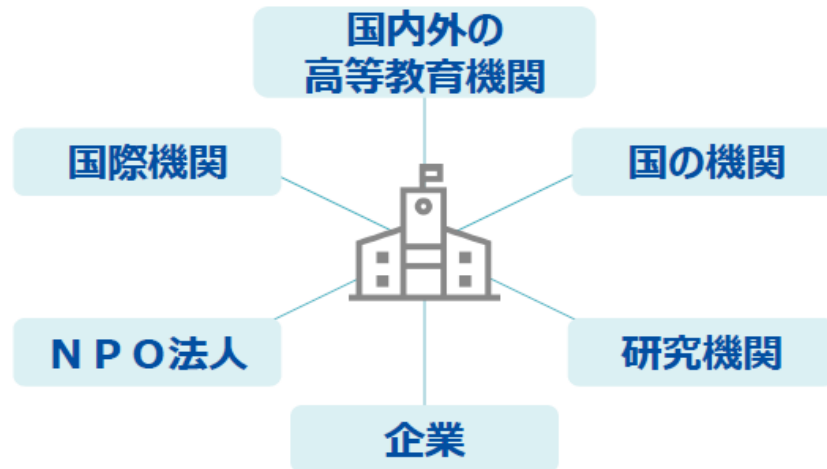 国内外の
高等教育機関
国際機関
国の機関
ＮＰＯ法人
研究機関
企業